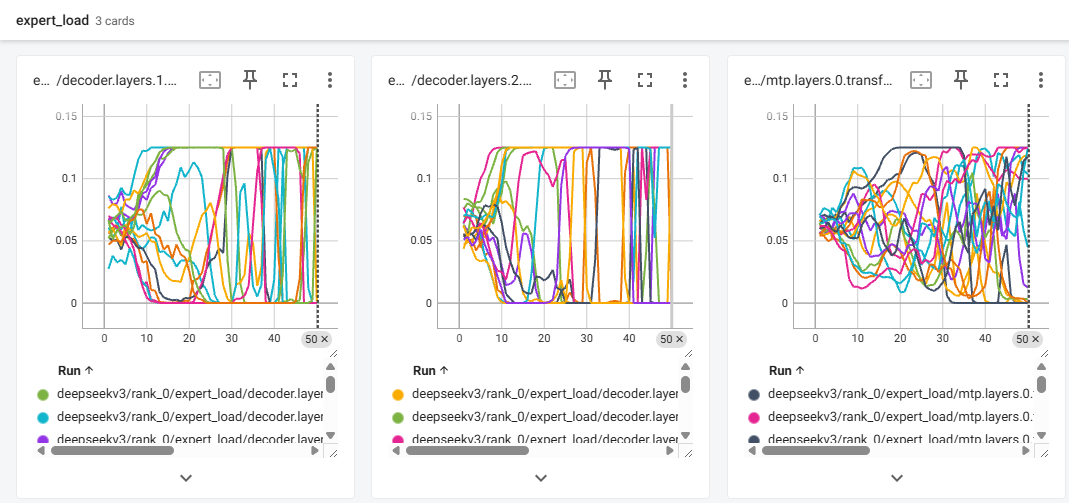 expert_load 3 cards
e... /decoder.layers.1....
0.15
0.1
0.05
0
0 10 20 30 40 50 ×
Run ↑
deepseekv3/rank_0/expert_load/decoder.layer
deepseekv3/rank_0/expert_load/decoder.layer
deepseekv3/rank_0/expert_load/decoder.layer
e... /decoder.layers.2....
0.15
0.1
0.05
0
0 10 20 30 40 50 ×
Run ↑
deepseekv3/rank_0/expert_load/decoder.layer
deepseekv3/rank_0/expert_load/decoder.layer
deepseekv3/rank_0/expert_load/decoder.layer
e.../mtp.layers.0.transf...
0.15
0.1
0.05
0
0 10 20 30 40 50 ×
Run ↑
deepseekv3/rank_0/expert_load/mtp.layers.0.
deepseekv3/rank_0/expert_load/mtp.layers.0.
deepseekv3/rank_0/expert_load/mtp.layers.0.